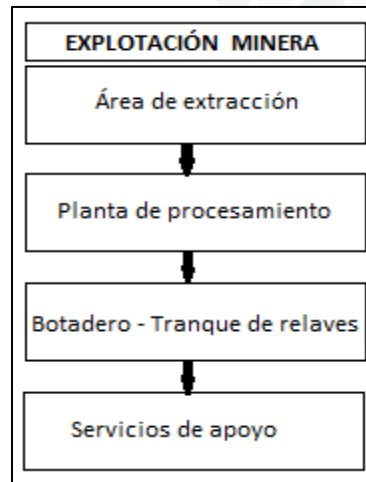 EXPLOTACIÓN MINERA
Área de extracción
Planta de procesamiento
Botadero - Tranque de relaves
Servicios de apoyo